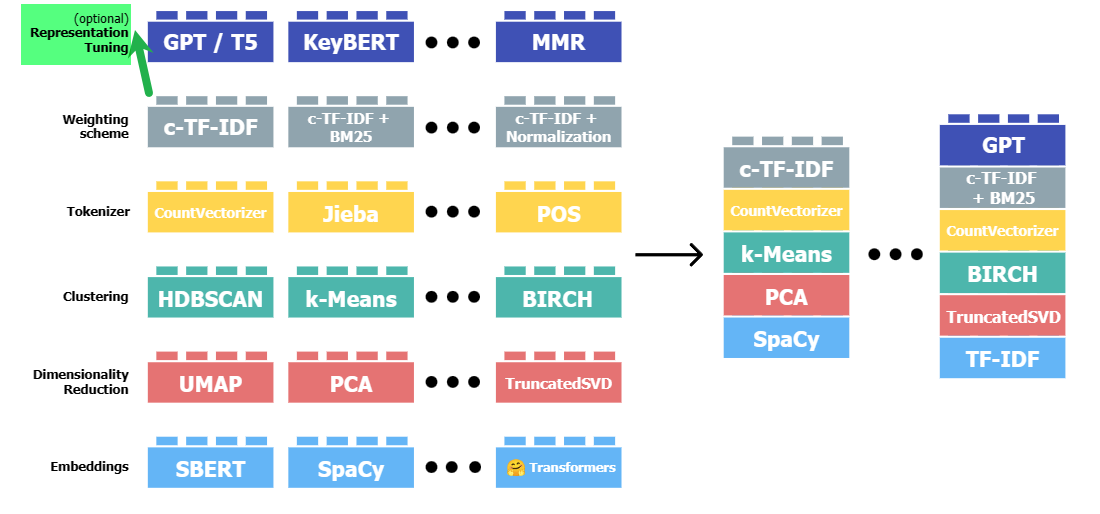 (optional)
Representation
Tuning
GPT / T5
KeyBERT
MMR
Weighting
scheme
c-TF-IDF
c-TF-IDF +
BM25
c-TF-IDF +
Normalization
Tokenizer
CountVectorizer
Jieba
POS
Clustering
HDBSCAN
k-Means
BIRCH
Dimensionality
Reduction
UMAP
PCA
TruncatedSVD
Embeddings
SBERT
SpaCy
🤗 Transformers
c-TF-IDF
CountVectorizer
k-Means
PCA
SpaCy
GPT
c-TF-IDF
+ BM25
CountVectorizer
BIRCH
TruncatedSVD
TF-IDF